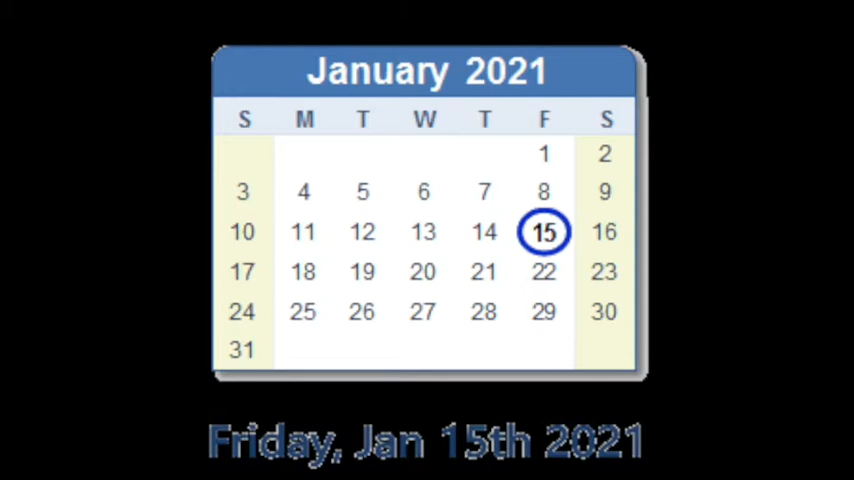 January 2021
S M T W T F S
1 2
3 4 5 6 7 8 9
10 11 12 13 14 15 16
17 18 19 20 21 22 23
24 25 26 27 28 29 30
31
Friday, Jan 15th 2021